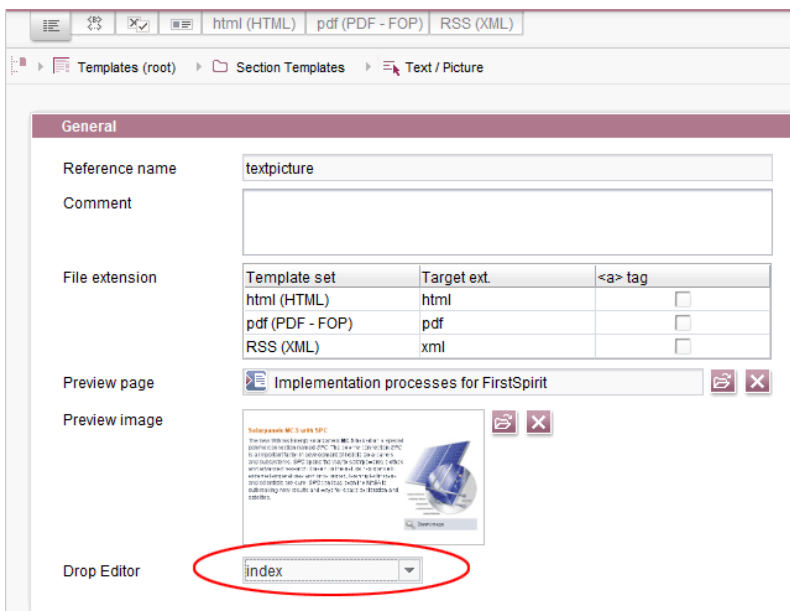 html (HTML) pdf (PDF - FOP) RSS (XML)
Templates (root) Section Templates Text / Picture
General
Reference name textpicture
Comment
File extension Template set Target ext. <a> tag
html (HTML) html
pdf (PDF - FOP) pdf
RSS (XML) xml
Preview page Implementation processes for FirstSpirit
Preview image
Solarpanels MC 5 with SPC
Drop Editor index